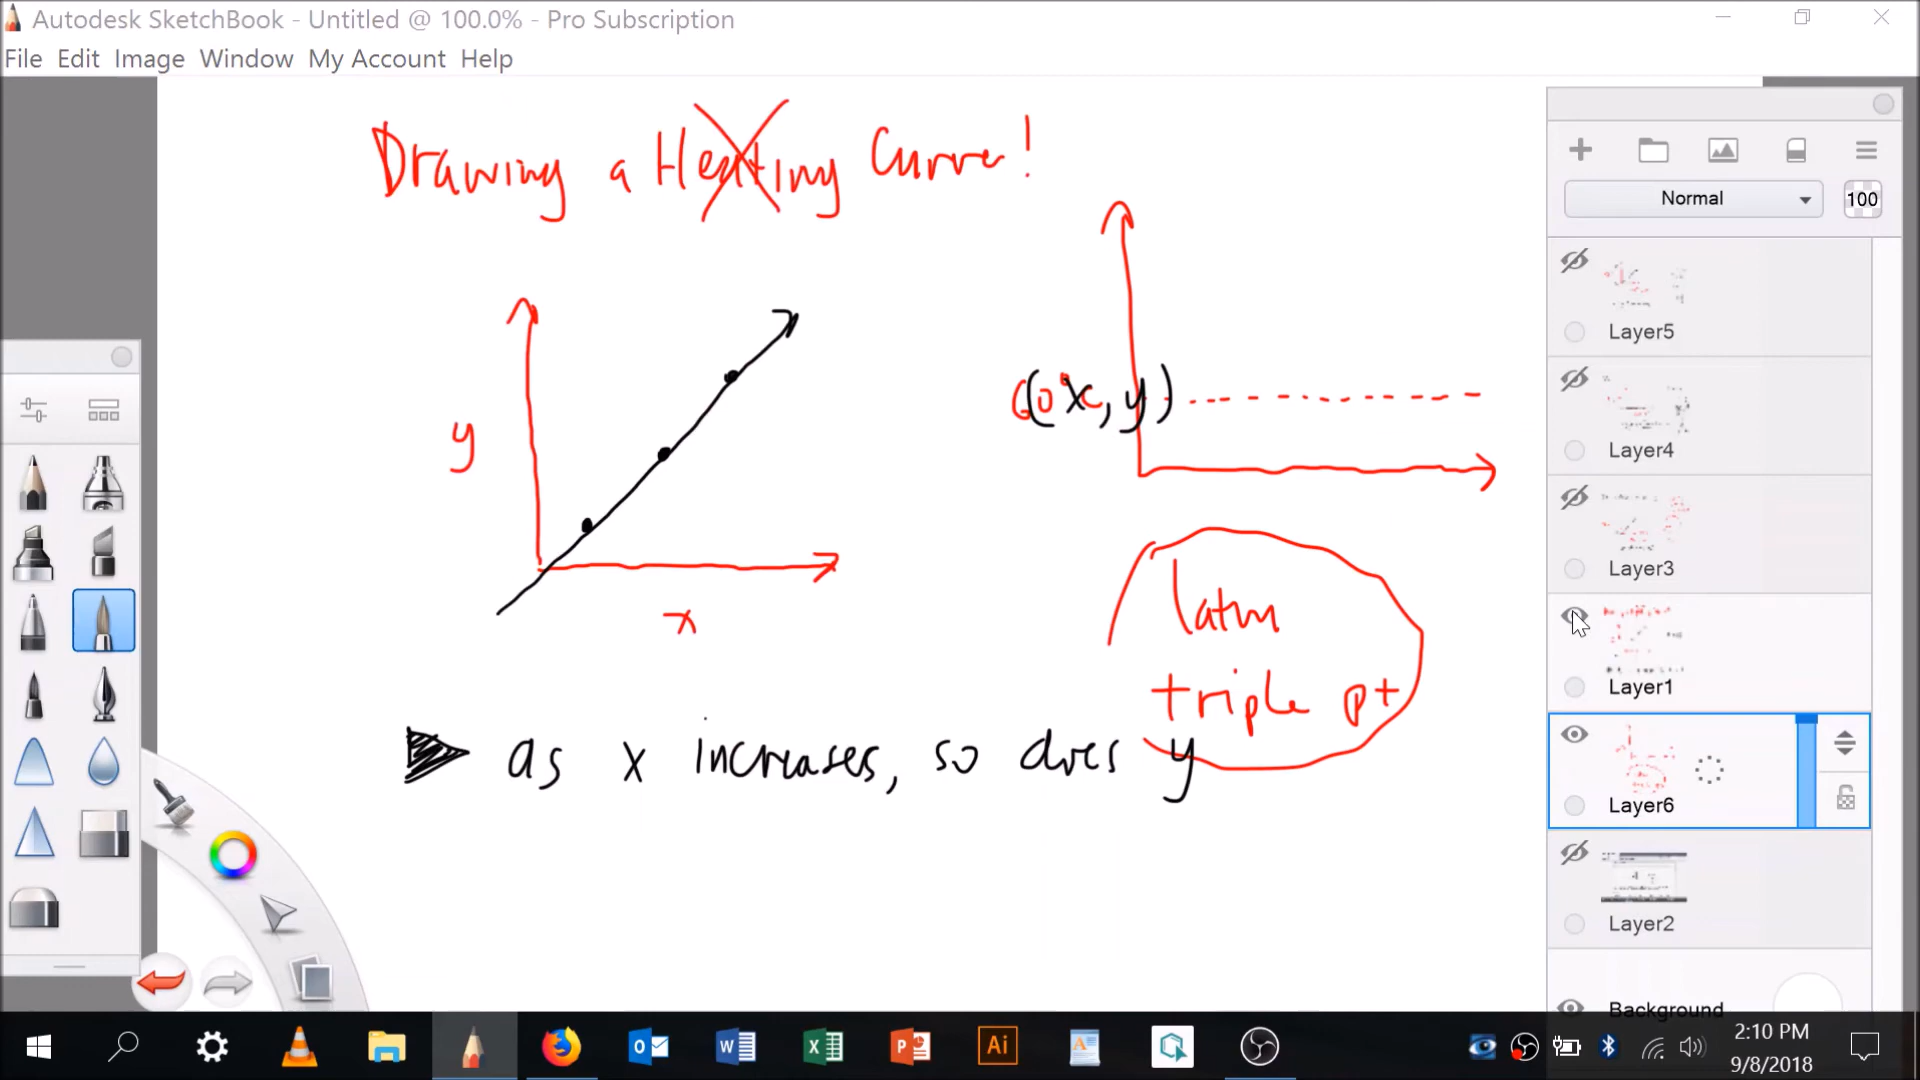 Autodesk SketchBook - Untitled @ 100.0% - Pro Subscription
File Edit Image Window My Account Help
Drawing a Heating Curve!
Normal
100
Layer5
y
(x, y)
Layer4
Layer3
x
1atm
Layer1
triple pt
as x increases, so does y
Layer6
Layer2
Background
2:10 PM
9/8/2018